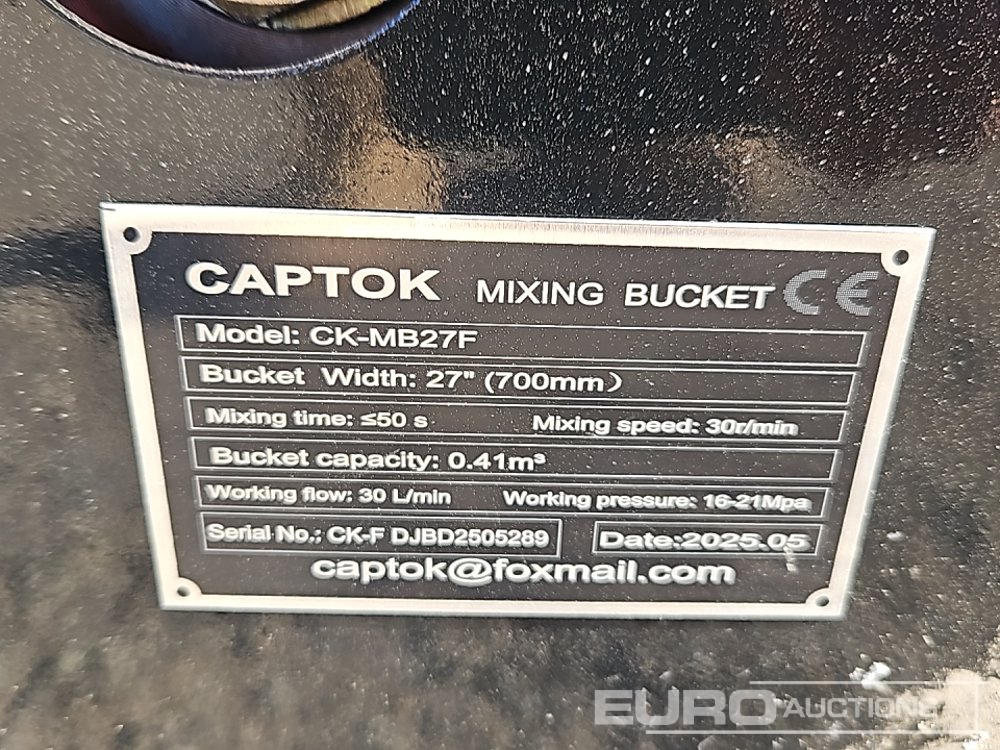 CAPTOK MIXING BUCKET CE
Model: CK-MB27F
Bucket Width: 27" (700mm）
Mixing time: ≤50 s Mixing speed: 30r/min
Bucket capacity: 0.41m³
Working flow: 30 L/min Working pressure: 16-21Mpa
Serial No.: CK-F DJBD2505289 Date:2025.05
captok@foxmail.com
EURO AUCTIONS